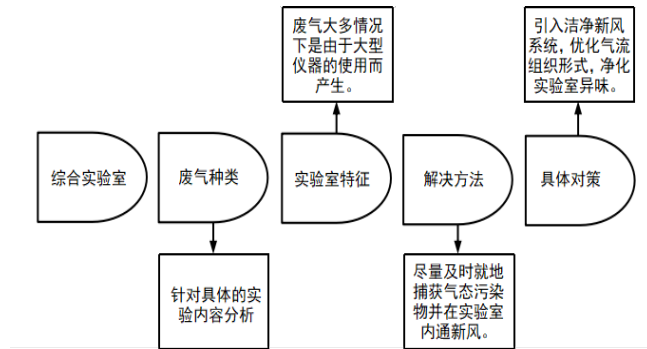 废气大多情况
下是由于大型
仪器的使用而
产生。
引入洁净新风
系统，优化气流
组织形式，净化
实验室异味。
综合实验室
废气种类
实验室特征
解决方法
具体对策
针对具体的实
验内容分析
尽量及时就地
捕获气态污染
物并在实验室
内通新风。